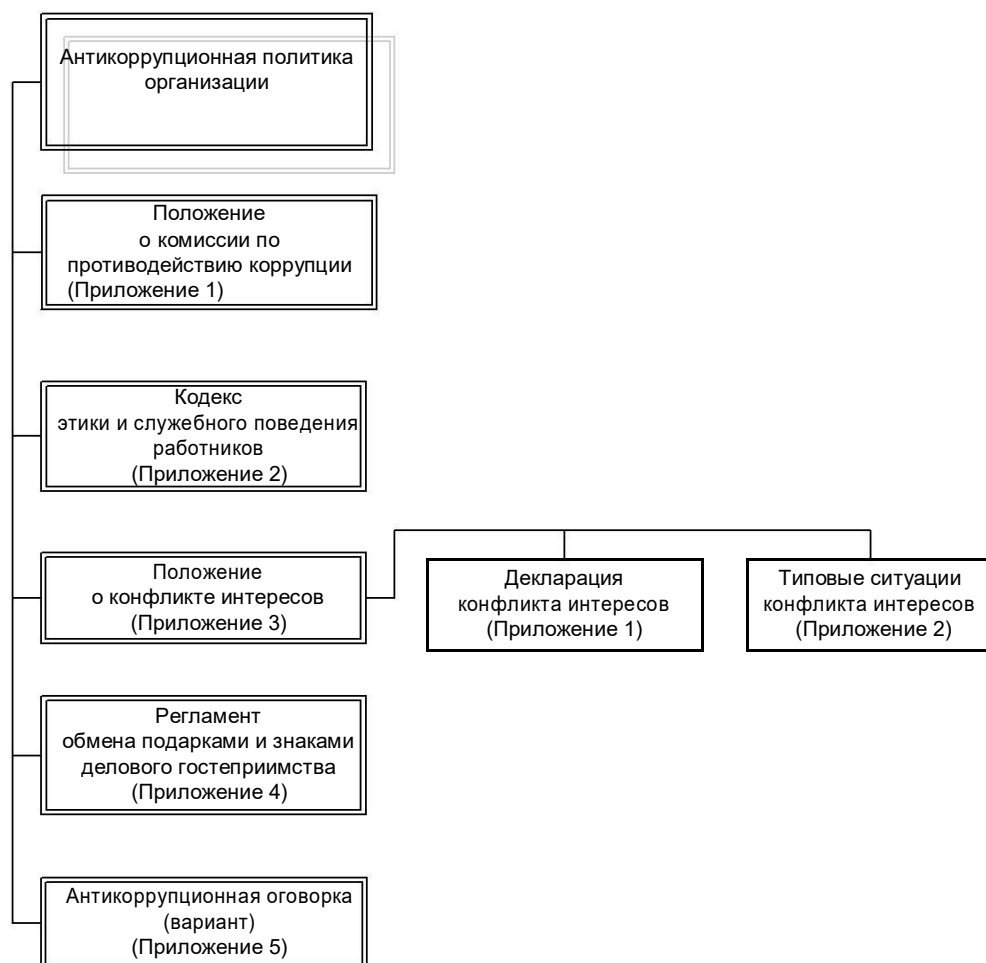 Антикоррупционная политика
организации
Положение
о комиссии по
противодействию коррупции
(Приложение 1)
Кодекс
этики и служебного поведения
работников
(Приложение 2)
Положение
о конфликте интересов
(Приложение 3)
Декларация
конфликта интересов
(Приложение 1)
Типовые ситуации
конфликта интересов
(Приложение 2)
Регламент
обмена подарками и знаками
делового гостеприимства
(Приложение 4)
Антикоррупционная оговорка
(вариант)
(Приложение 5)